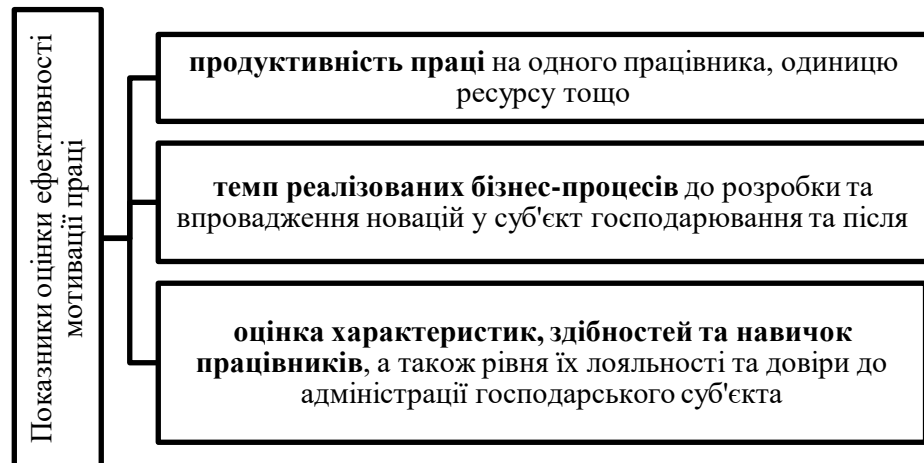 Показники оцінки ефективності
мотивації праці
продуктивність праці на одного працівника, одиницю
ресурсу тощо
темп реалізованих бізнес-процесів до розробки та
впровадження новацій у суб'єкт господарювання та після
оцінка характеристик, здібностей та навичок
працівників, а також рівня їх лояльності та довіри до
адміністрації господарського суб'єкта